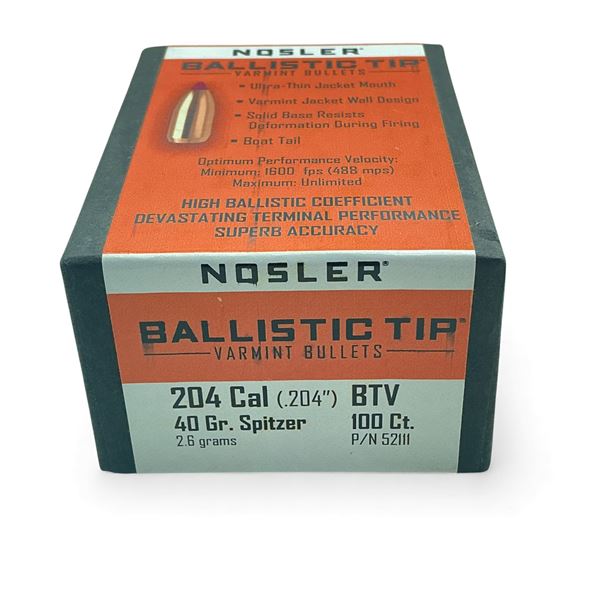 NOSLER®
BALLISTIC TIP®
VARMINT BULLETS
• Ultra-Thin Jacket Mouth
• Varmint Jacket Wall Design
• Solid Base Resists
Deformation During Firing
• Boat Tail
Optimum Performance Velocity:
Minimum: 1600 fps (488 mps)
Maximum: Unlimited
HIGH BALLISTIC COEFFICIENT
DEVASTATING TERMINAL PERFORMANCE
SUPERB ACCURACY
NOSLER®
BALLISTIC TIP®
VARMINT BULLETS
204 Cal (.204") BTV
40 Gr. Spitzer 100 Ct.
2.6 grams P/N 52111